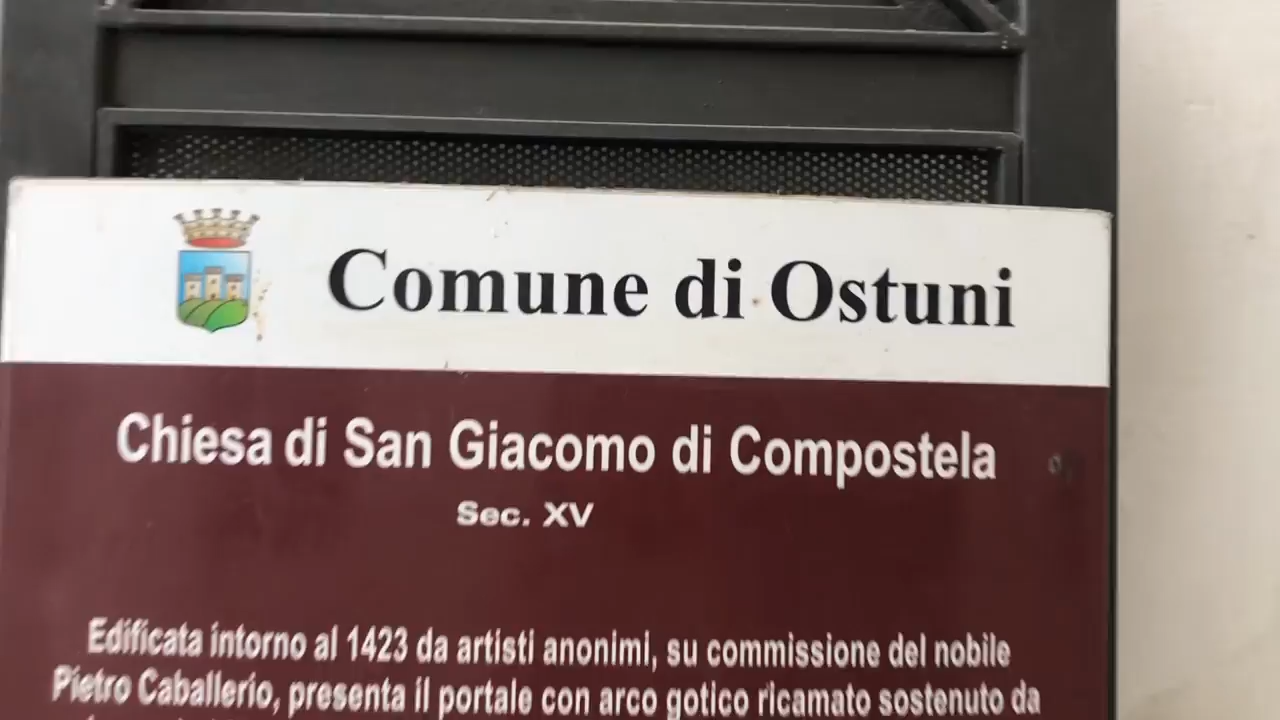 Comune di Ostuni
Chiesa di San Giacomo di Compostela
Sec. XV
Edificata intorno al 1423 da artisti anonimi, su commissione del nobile
Pietro Caballerio, presenta il portale con arco gotico ricamato sostenuto da